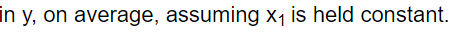 in y, on average, assuming x₁ is held constant.